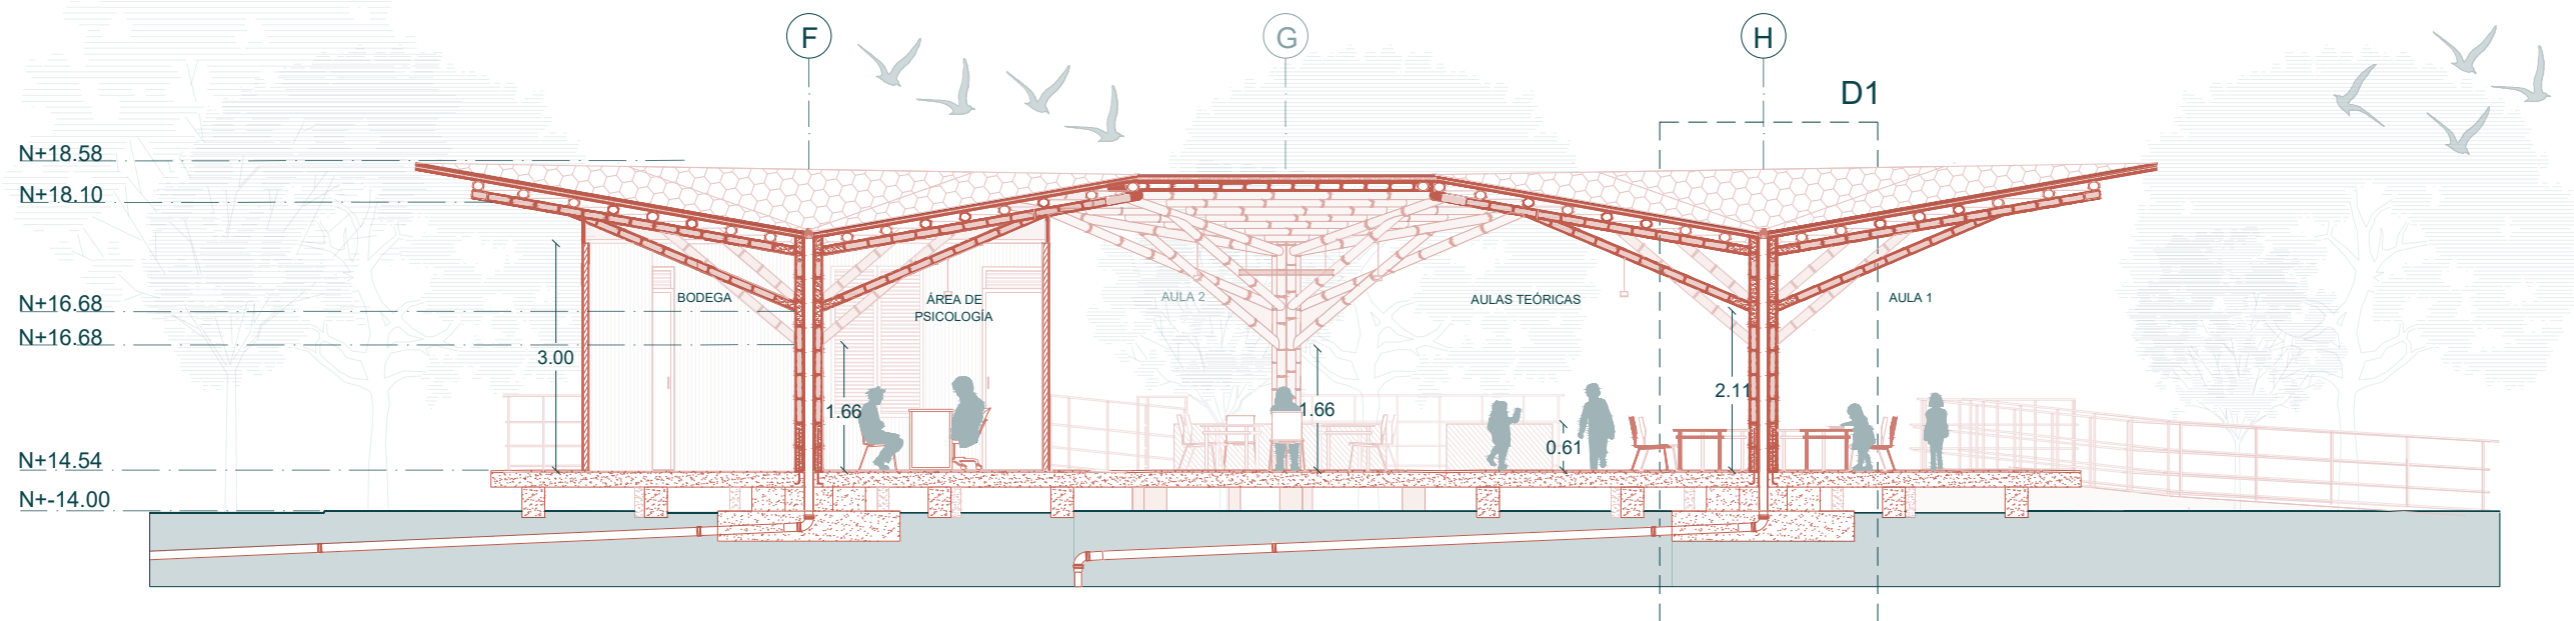 F
G
H
D1
N+18.58
N+18.10
N+16.68
N+16.68
N+14.54
N+-14.00
BODEGA
ÁREA DE
PSICOLOGÍA
AULA 2
AULAS TEÓRICAS
AULA 1
3.00
1.66
1.66
0.61
2.11